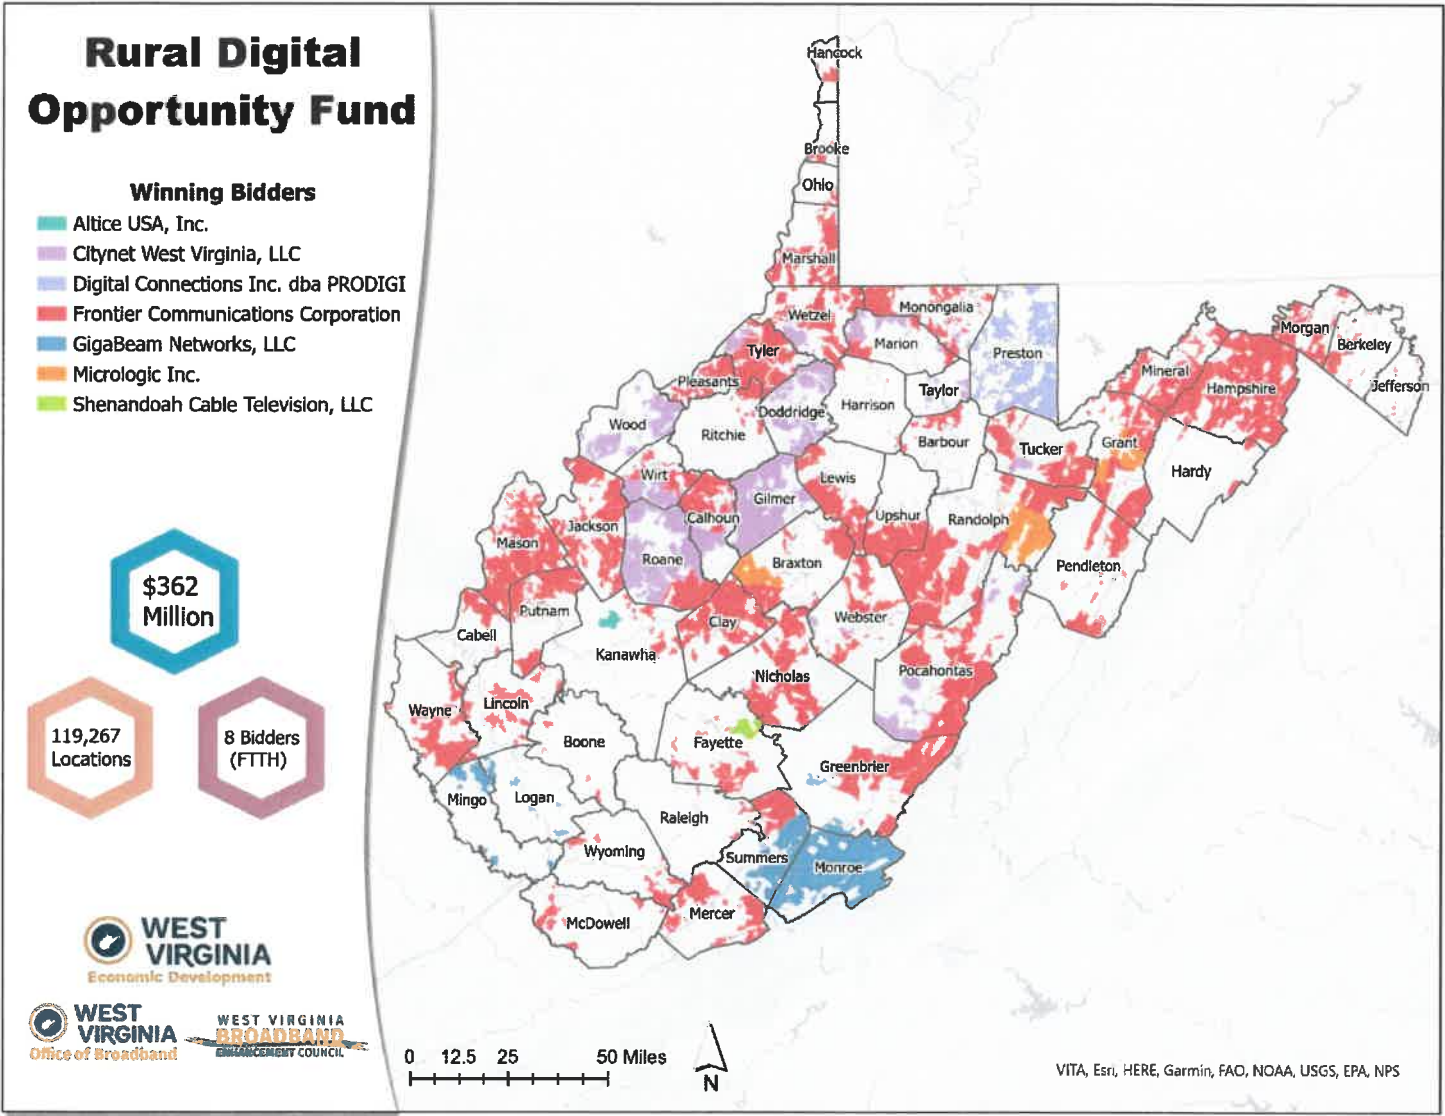 Rural Digital
Opportunity Fund
Winning Bidders
Altice USA, Inc.
Citynet West Virginia, LLC
Digital Connections Inc. dba PRODIGI
Frontier Communications Corporation
GigaBeam Networks, LLC
Micrologic Inc.
Shenandoah Cable Television, LLC
$362
Million
119,267
Locations
8 Bidders
(FTTH)
WEST
VIRGINIA
Economic Development
WEST
VIRGINIA
Office of Broadband
WEST VIRGINIA
BROADBAND
ENHANCEMENT COUNCIL
Hancock
Brooke
Ohio
Marshall
Wetzel
Monongalia
Marion
Preston
Tyler
Pleasants
Taylor
Morgan
Berkeley
Jefferson
Mineral
Hampshire
Wood
Doddridge
Harrison
Ritchie
Barbour
Tucker
Grant
Hardy
Wirt
Lewis
Gilmer
Calhoun
Upshur
Randolph
Jackson
Mason
Roane
Braxton
Pendleton
Putnam
Clay
Webster
Cabell
Kanawha
Nicholas
Pocahontas
Wayne
Lincoln
Boone
Fayette
Greenbrier
Mingo
Logan
Raleigh
Wyoming
Summers
Monroe
McDowell
Mercer
0 12.5 25 50 Miles
N
VITA, Esri, HERE, Garmin, FAO, NOAA, USGS, EPA, NPS